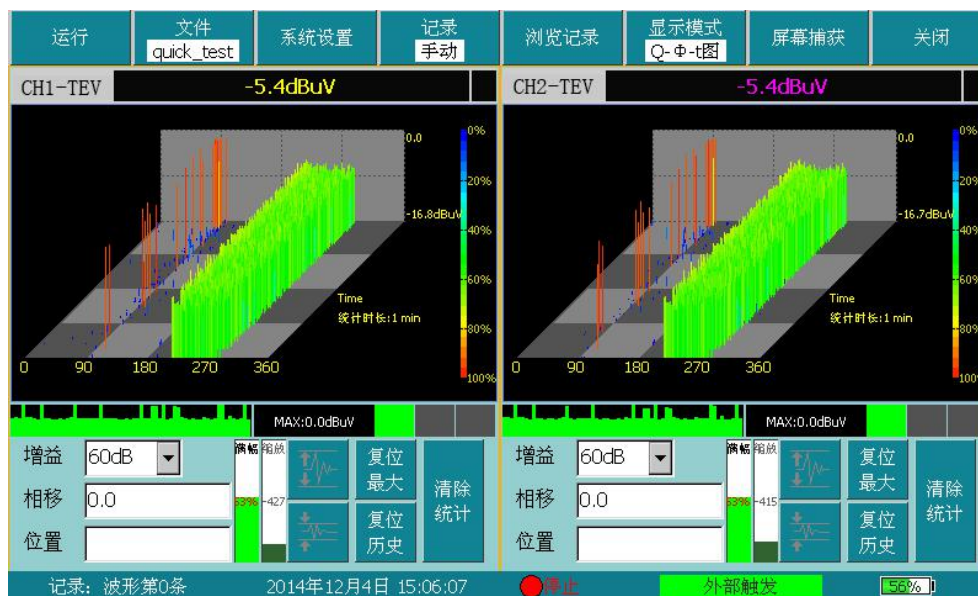 运行
文件
quick_test
系统设置
记录
手动
浏览记录
显示模式
Q-Φ-t图
屏幕捕获
关闭
CH1-TEV
-5.4dBuV
CH2-TEV
-5.4dBuV
0.0
-16.8dBuV
0%
20%
40%
60%
80%
100%
Time
统计时长:1 min
0 90 180 270 360
0.0
-16.7dBuV
0%
20%
40%
60%
80%
100
Time
统计时长:1 min
0 90 180 270 360
MAX:0.0dBuV
MAX:0.0dBuV
增益 60dB
相移 0.0
位置
满幅 缩放
53% -427
复位
最大
复位
历史
清除
统计
增益 60dB
相移 0.0
位置
满幅 缩放
53% -415
复位
最大
复位
历史
清除
统计
记录：波形第0条 2014年12月4日 15:06:07 停止 外部触发 56%